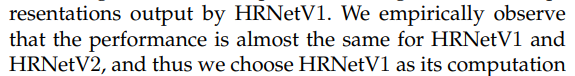 resentations output by HRNetV1. We empirically observe
that the performance is almost the same for HRNetV1 and
HRNetV2, and thus we choose HRNetV1 as its computation